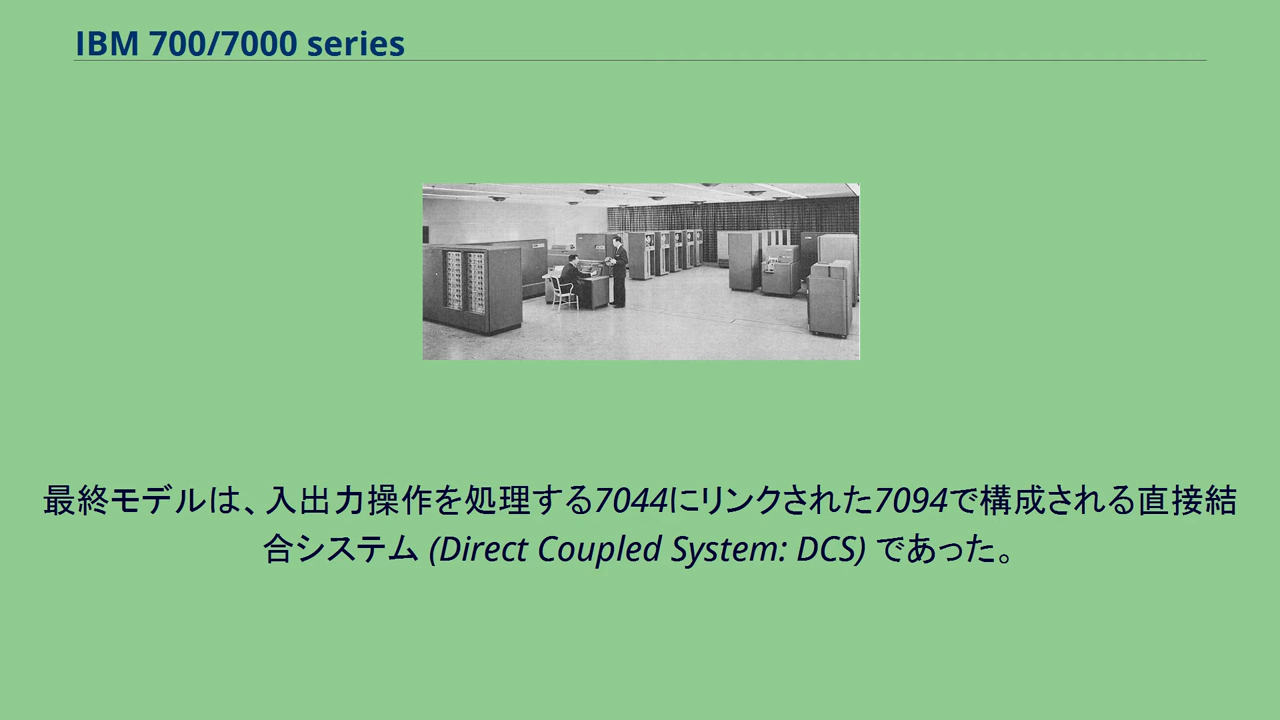 IBM 700/7000 series
最終モデルは、入出力操作を処理する7044にリンクされた7094で構成される直接結
合システム (Direct Coupled System: DCS) であった。